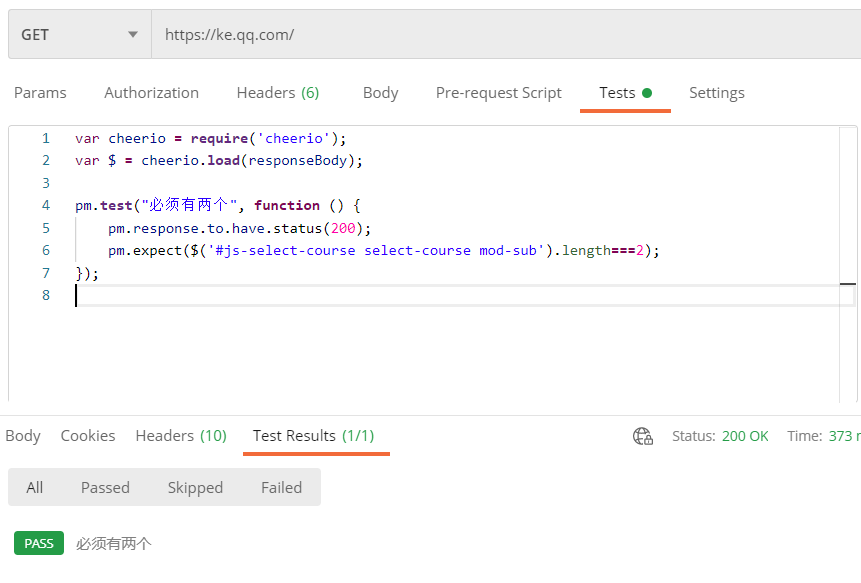 GET https://ke.qq.com/
Params Authorization Headers (6) Body Pre-request Script Tests Settings
1 var cheerio = require('cheerio');
2 var $ = cheerio.load(responseBody);
3
4 pm.test("必须有两个", function () {
5 pm.response.to.have.status(200);
6 pm.expect($('#js-select-course select-course mod-sub').length===2);
7 });
8
Body Cookies Headers (10) Test Results (1/1) Status: 200 OK Time: 373
All Passed Skipped Failed
PASS 必须有两个